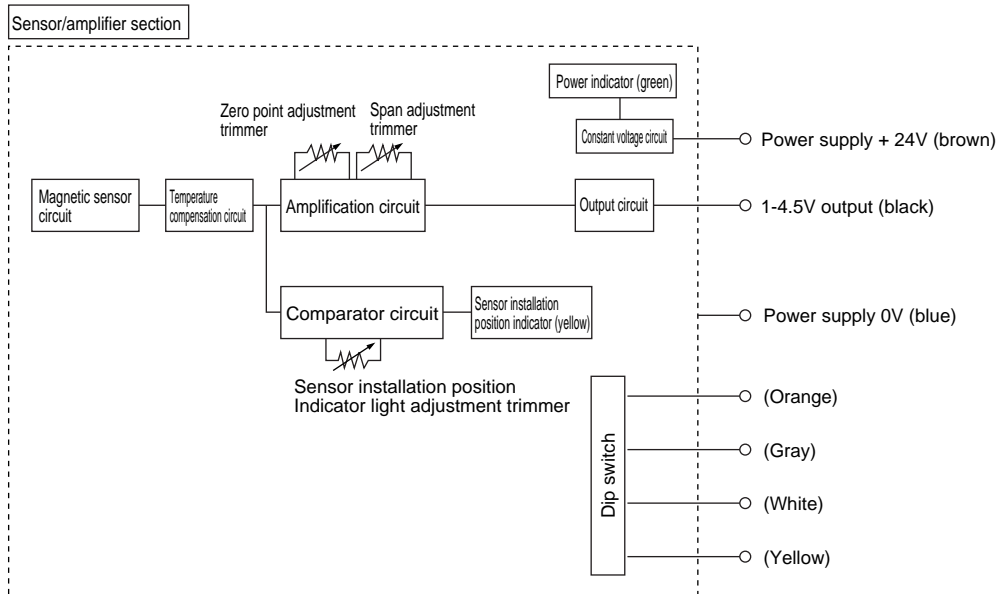 Sensor/amplifier section
Power indicator (green)
Zero point adjustment
trimmer
Span adjustment
trimmer
Constant voltage circuit
Power supply + 24V (brown)
Magnetic sensor
circuit
Temperature
compensation circuit
Amplification circuit
Output circuit
1-4.5V output (black)
Comparator circuit
Sensor installation
position indicator (yellow)
Power supply 0V (blue)
Sensor installation position
Indicator light adjustment trimmer
Dip switch
(Orange)
(Gray)
(White)
(Yellow)